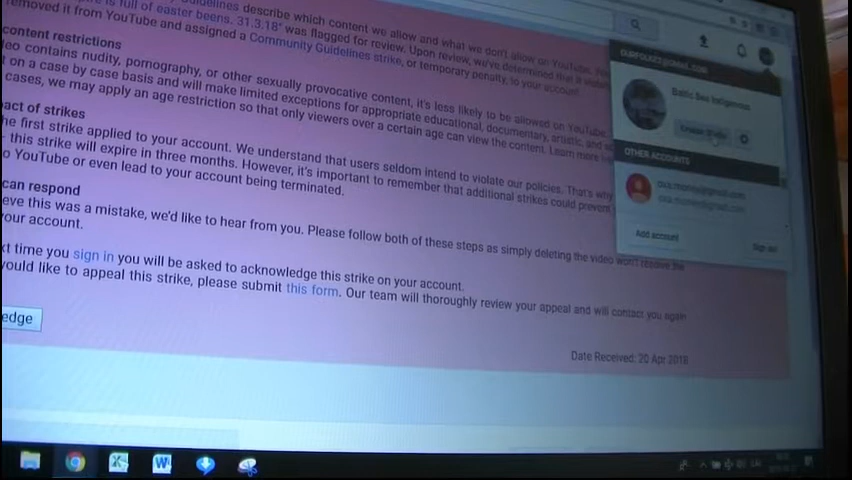 Guidelines describe which content we allow and what we don't allow on YouTube.
is full of easter beens. 31.3.18" was flagged for review. Upon review, we've determined that it
removed it from YouTube and assigned a Community Guidelines strike, or temporary penalty, to your account.
content restrictions
contains nudity, pornography, or other sexually provocative content, it's less likely to be allowed on YouTube.
on a case by case basis and will make limited exceptions for appropriate educational, documentary, artistic, and
cases, we may apply an age restriction so that only viewers over a certain age can view the content. Learn more
of strikes
first strike applied to your account. We understand that users seldom intend to violate our policies. That's why
- this strike will expire in three months. However, it's important to remember that additional strikes could prevent
YouTube or even lead to your account being terminated.
can respond
this was a mistake, we'd like to hear from you. Please follow both of these steps as simply deleting the video won't resolve the
your account.
time you sign in you will be asked to acknowledge this strike on your account.
would like to appeal this strike, please submit this form. Our team will thoroughly review your appeal and will contact you again
Date Received: 20 Apr 2018
OTHER ACCOUNTS
Add account
Sign out